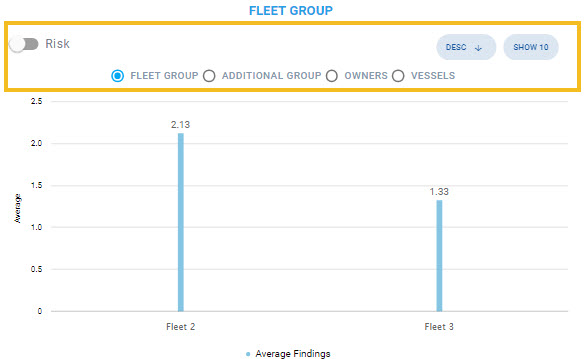 FLEET GROUP
Risk
DESC ↓
SHOW 10
FLEET GROUP ADDITIONAL GROUP OWNERS VESSELS
2.5
2.0
1.5
1.0
0.5
0
Average
2.13
1.33
Fleet 2
Fleet 3
Average Findings